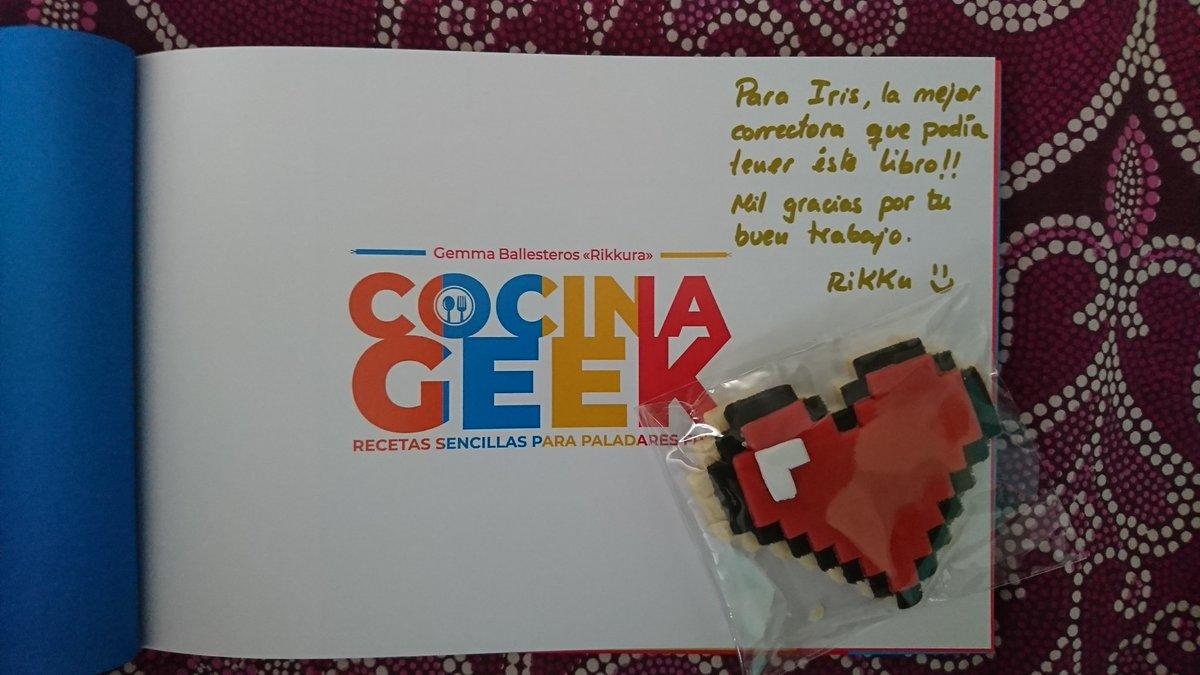 Para Iris, la mejor
correctora que podía
tener éste libro!!
Mil gracias por tu
buen trabajo.
RiKKu
Gemma Ballesteros «Rikkura»
COCINA
GEEK
RECETAS SENCILLAS PARA PALADARES